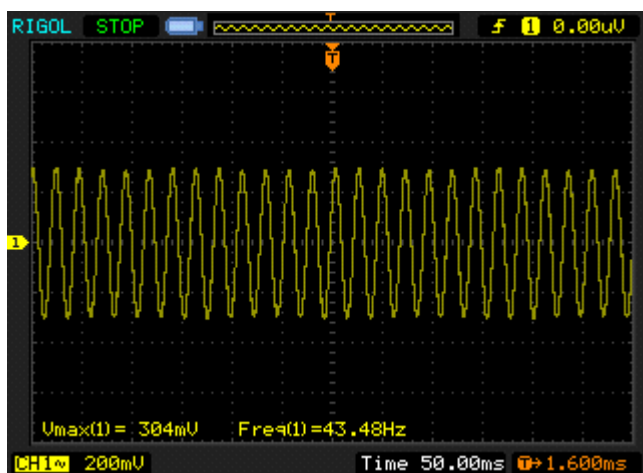 RIGOL STOP T f 1 0.00uV
T
1
Vmax(1)= 304mV Freq(1)=43.48Hz
CH1~ 200mV Time 50.00ms T→1.600ms